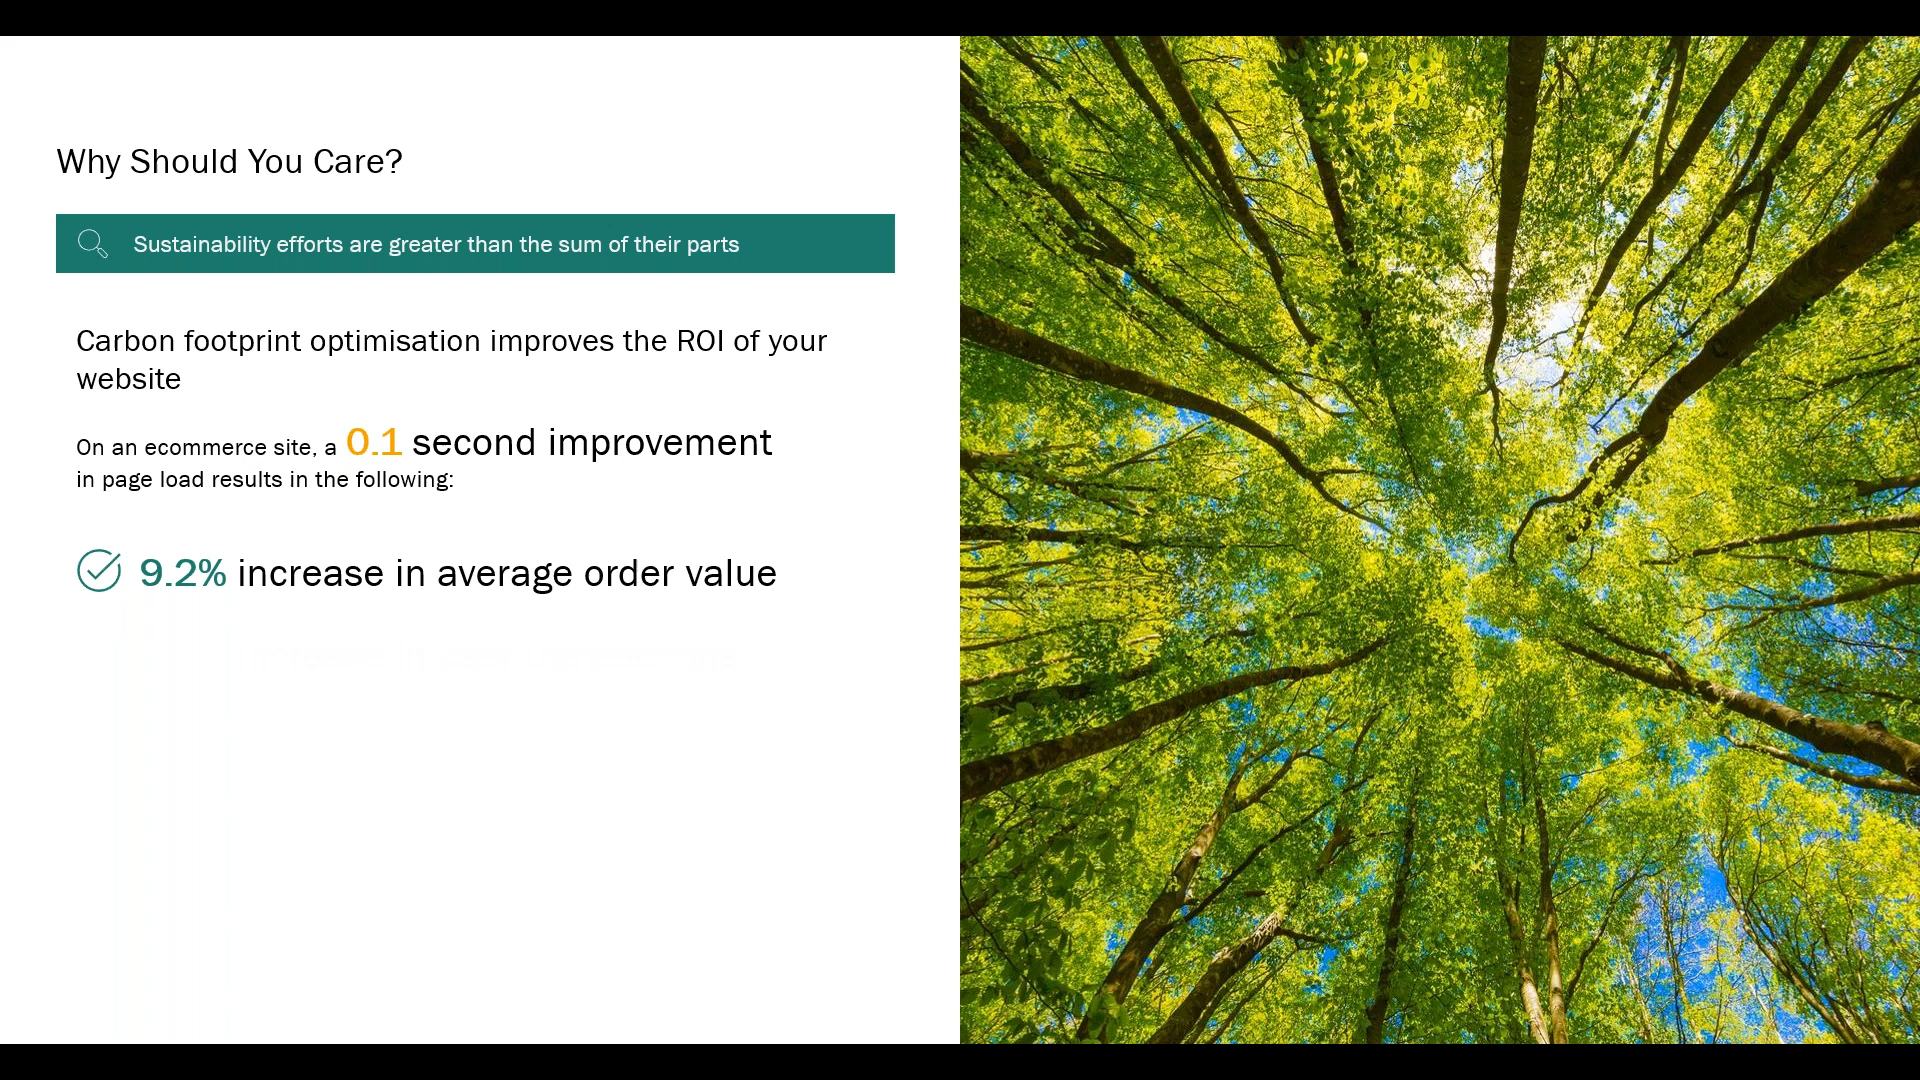 Why Should You Care?
Sustainability efforts are greater than the sum of their parts
Carbon footprint optimisation improves the ROI of your
website
On an ecommerce site, a 0.1 second improvement
in page load results in the following:
9.2% increase in average order value